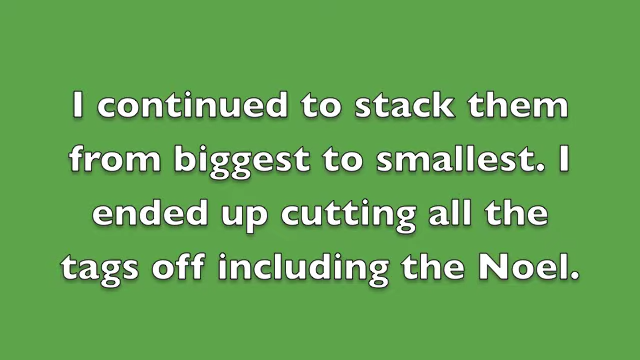 I continued to stack them
from biggest to smallest. I
ended up cutting all the
tags off including the Noel.